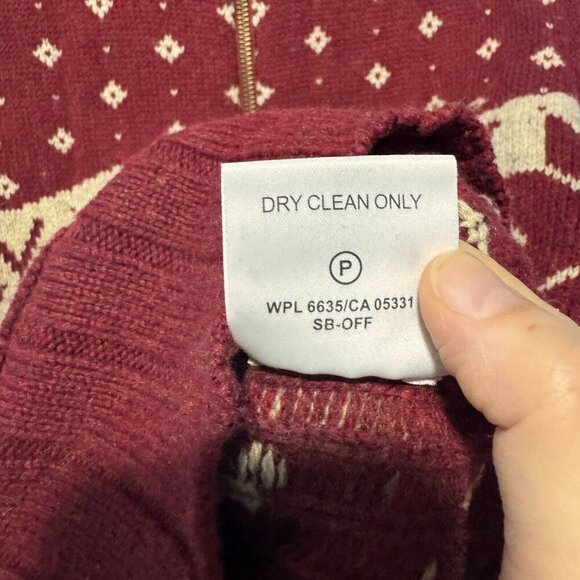 DRY CLEAN ONLY
P
WPL 6635/CA 05331
SB-OFF